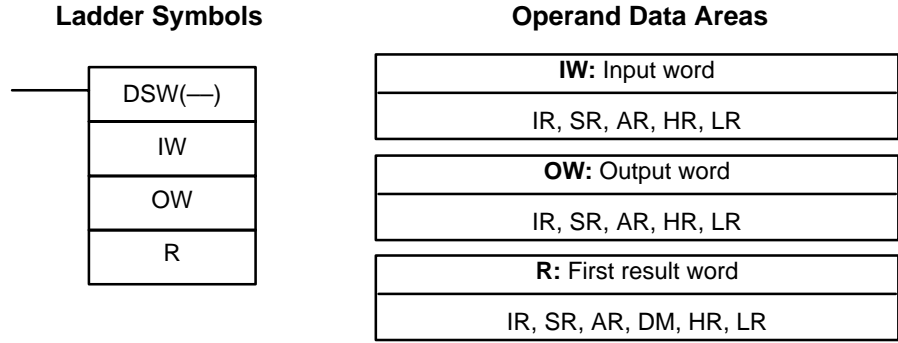 Ladder Symbols
DSW(––)
IW
OW
R
Operand Data Areas
IW: Input word
IR, SR, AR, HR, LR
OW: Output word
IR, SR, AR, HR, LR
R: First result word
IR, SR, AR, DM, HR, LR